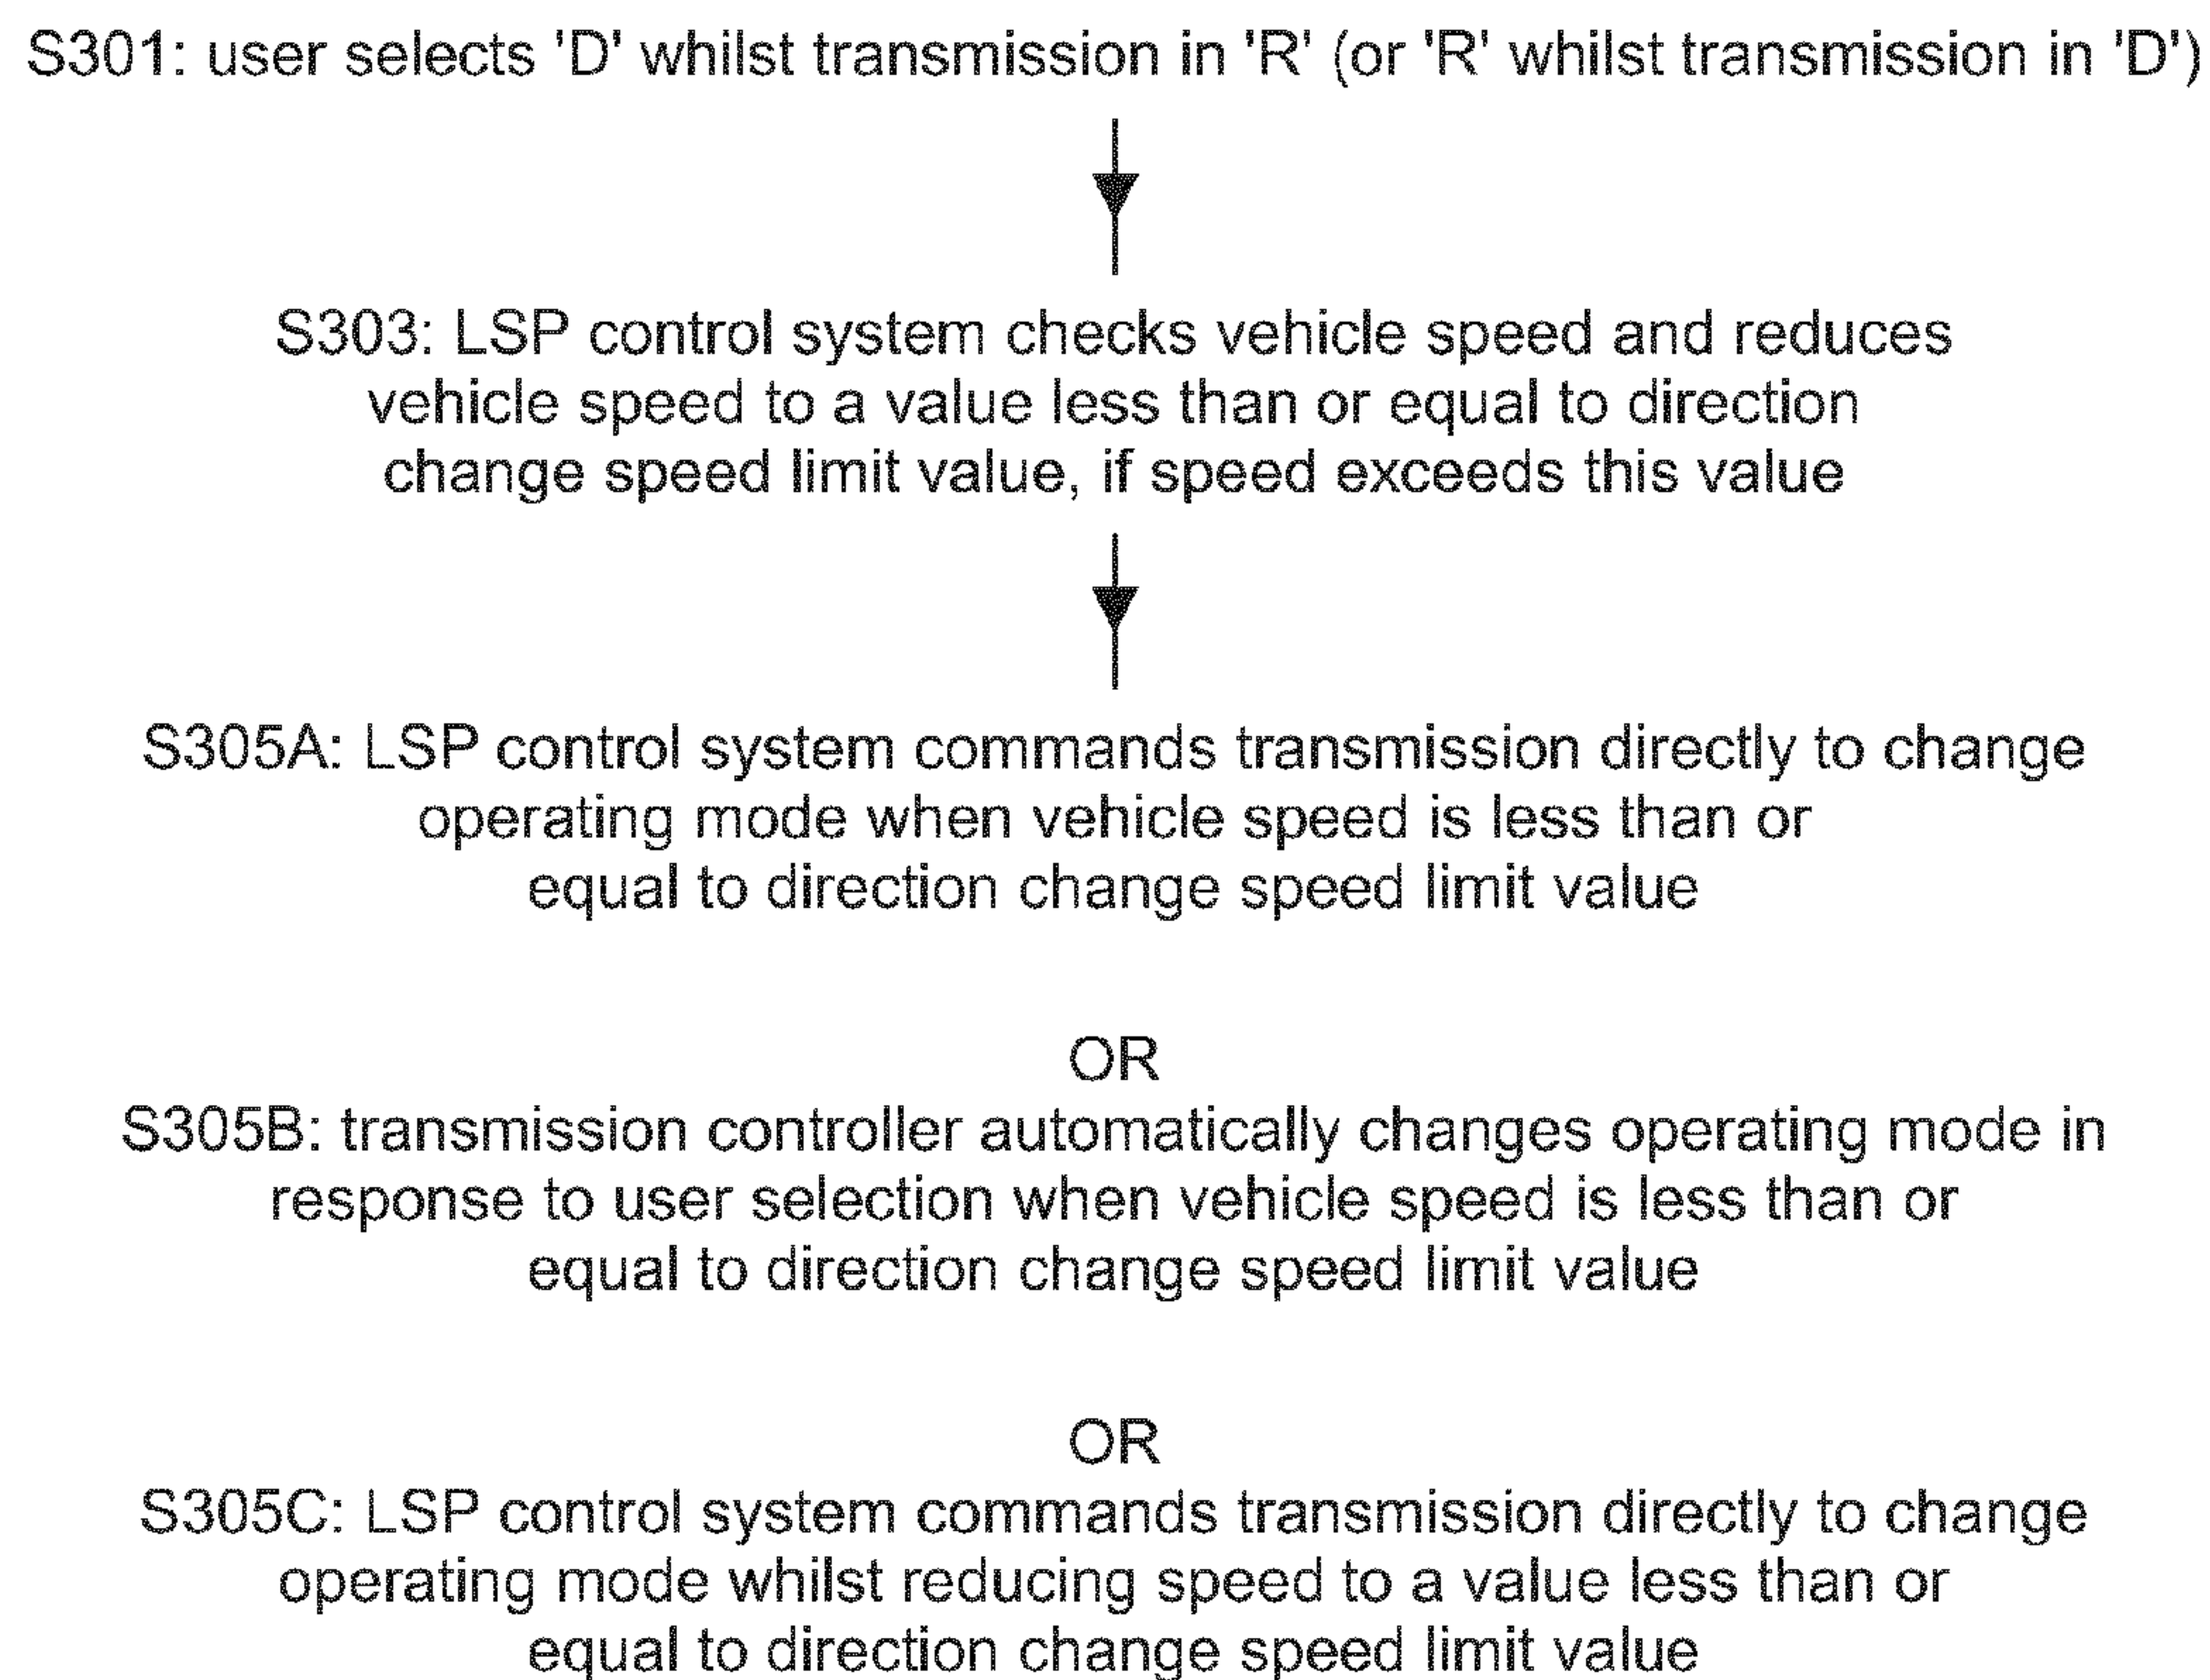 S301: user selects 'D' whilst transmission in 'R' (or 'R' whilst transmission in 'D')
S303: LSP control system checks vehicle speed and reduces
vehicle speed to a value less than or equal to direction
change speed limit value, if speed exceeds this value
S305A: LSP control system commands transmission directly to change
operating mode when vehicle speed is less than or
equal to direction change speed limit value
OR
S305B: transmission controller automatically changes operating mode in
response to user selection when vehicle speed is less than or
equal to direction change speed limit value
OR
S305C: LSP control system commands transmission directly to change
operating mode whilst reducing speed to a value less than or
equal to direction change speed limit value